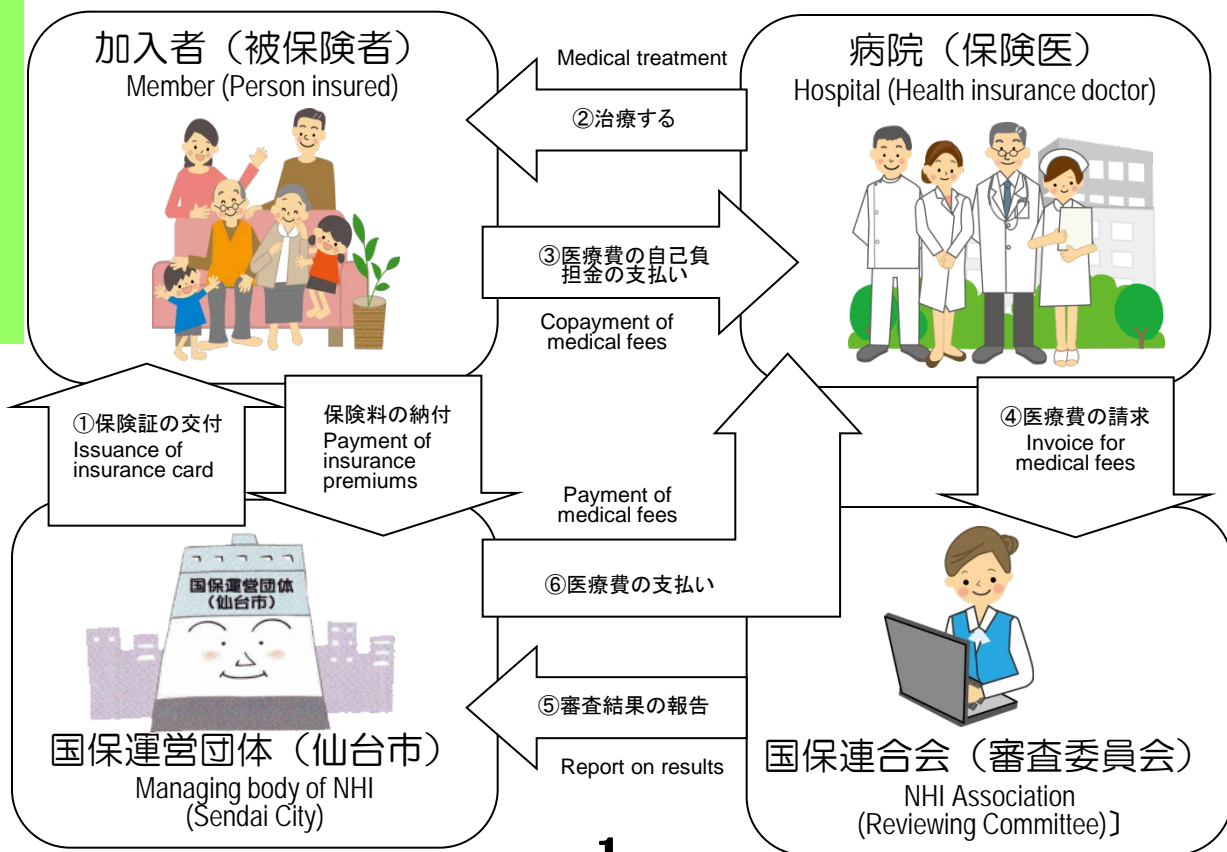 加入者（被保険者）
Member (Person insured)
Medical treatment
②治療する
病院（保険医）
Hospital (Health insurance doctor)
③医療費の自己負
担金の支払い
Copayment of
medical fees
①保険証の交付
Issuance of
insurance card
保険料の納付
Payment of
insurance
premiums
④医療費の請求
Invoice for
medical fees
Payment of
medical fees
⑥医療費の支払い
国保運営団体
（仙台市）
国保運営団体（仙台市）
Managing body of NHI
(Sendai City)
⑤審査結果の報告
Report on results
国保連合会（審査委員会）
NHI Association
(Reviewing Committee)〕
1